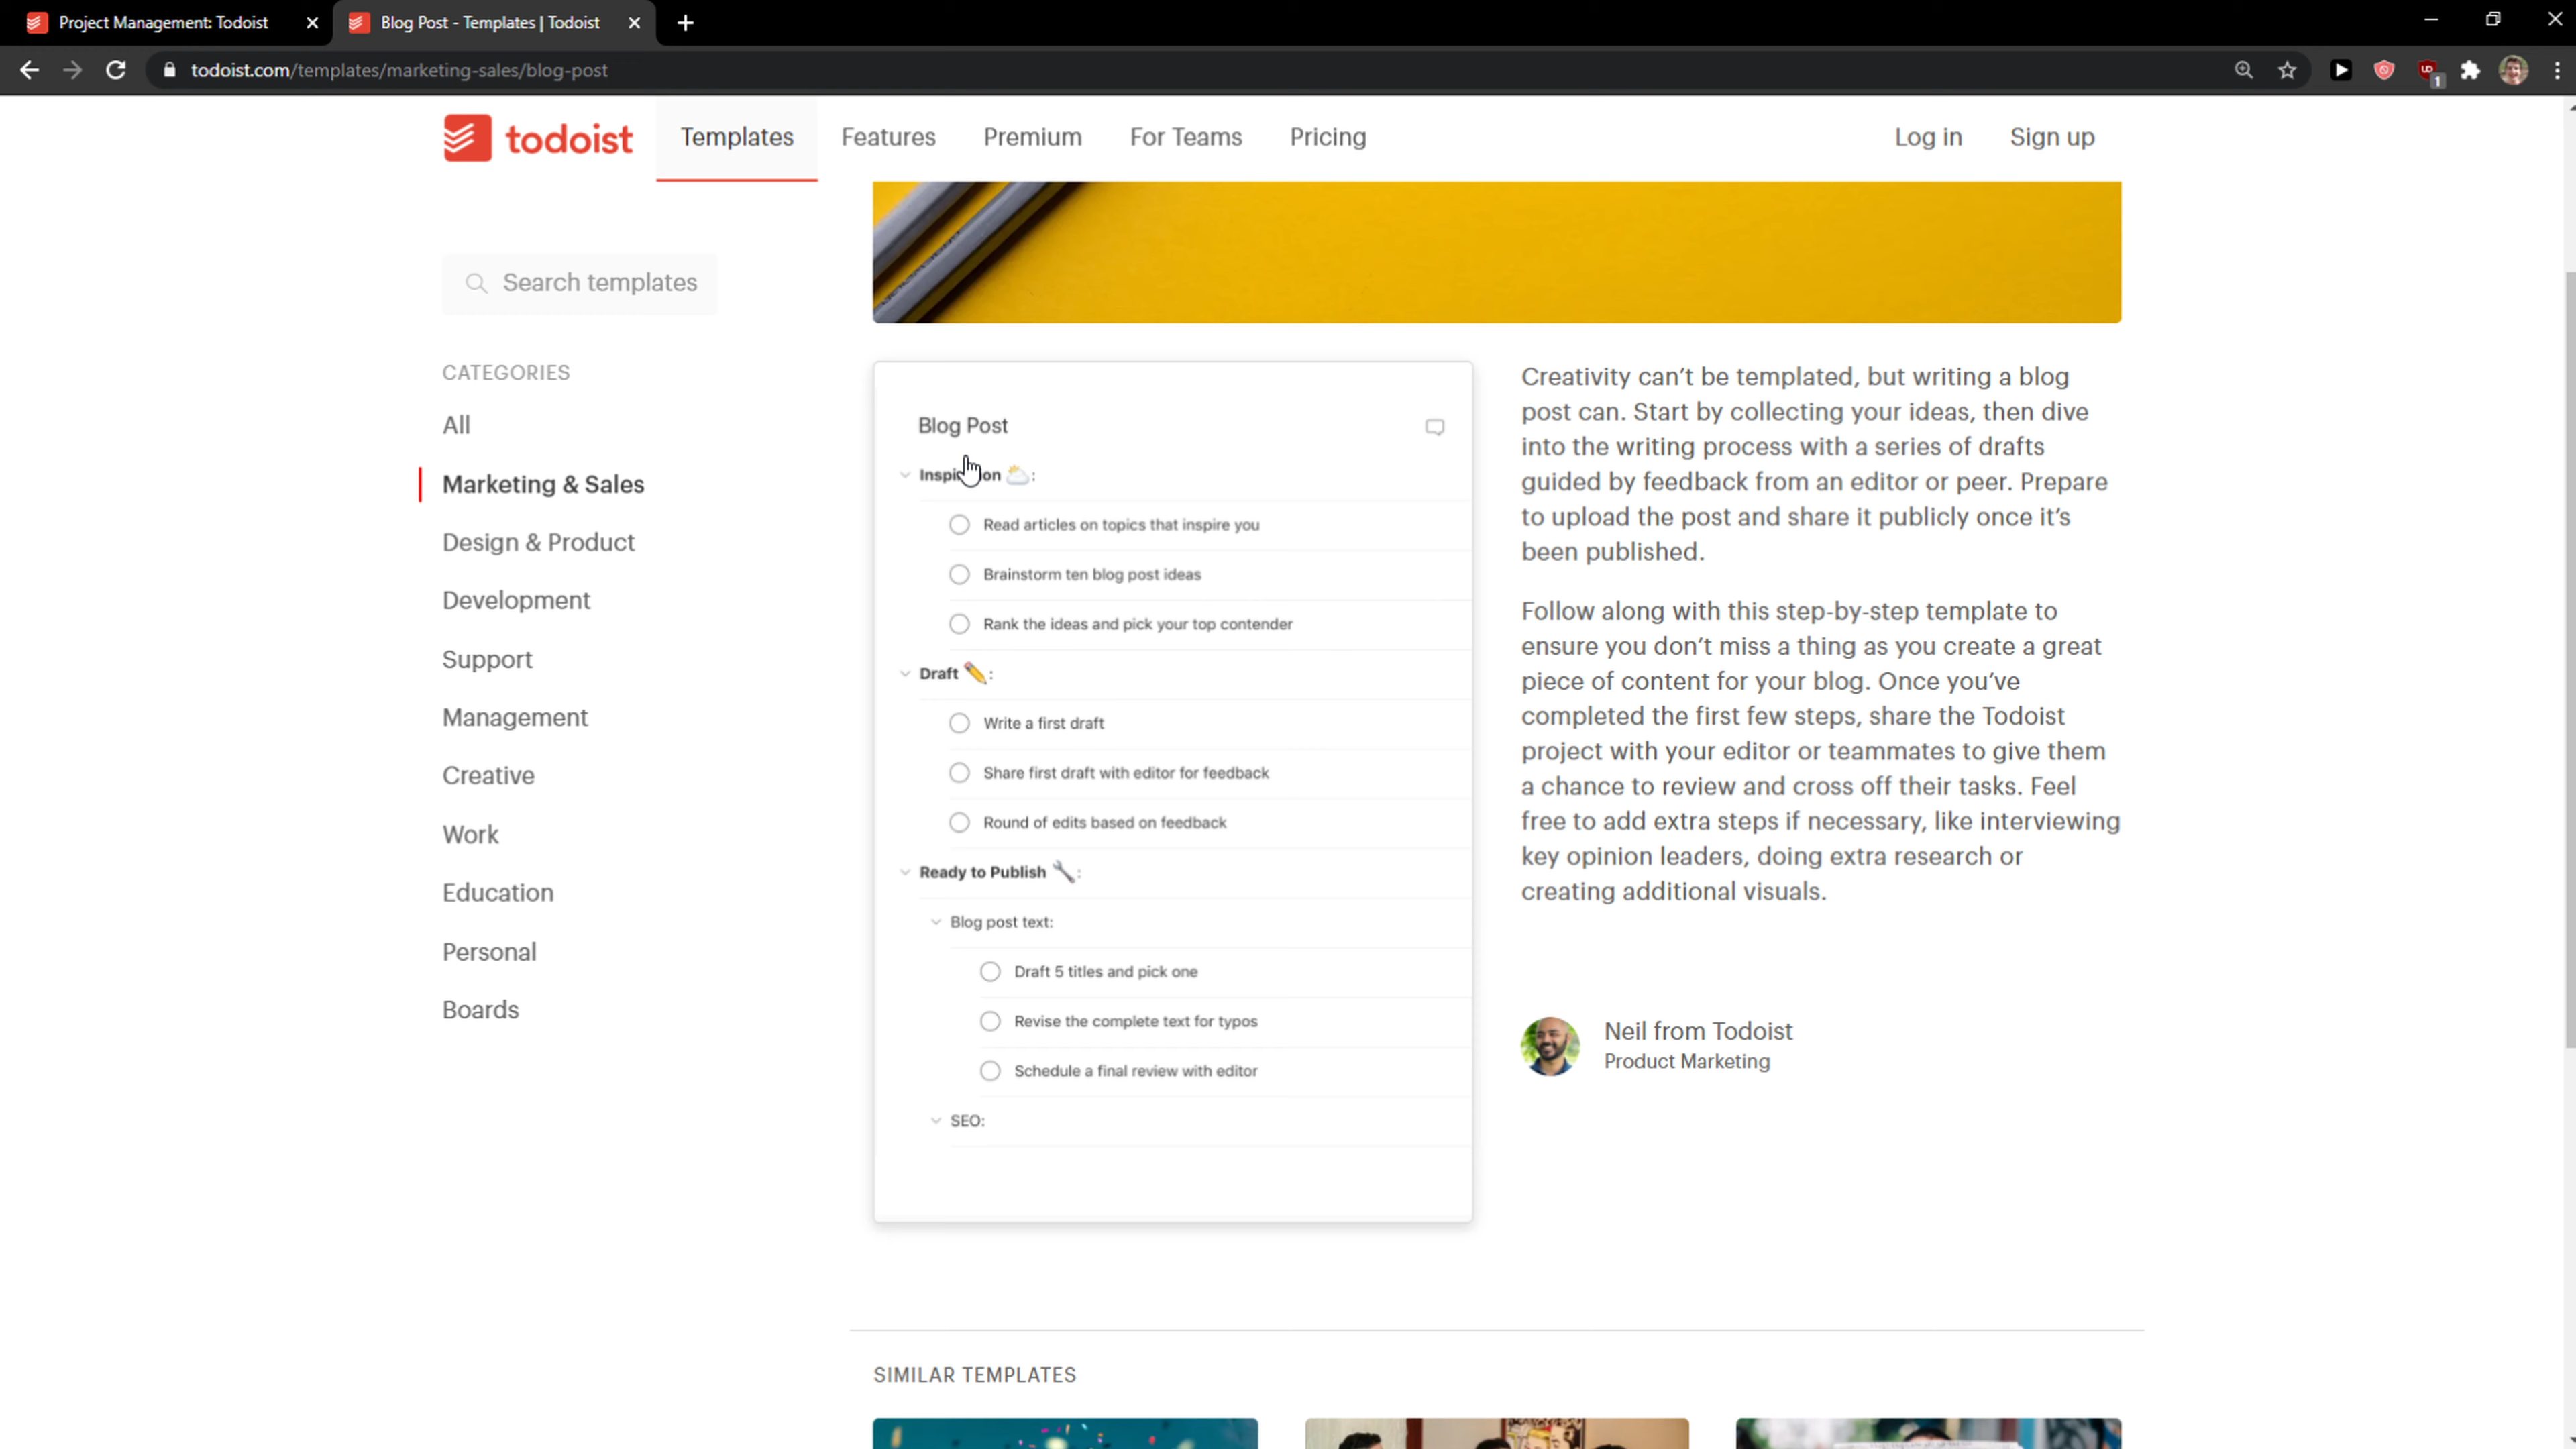 Project Management: Todoist
Blog Post - Templates | Todoist
todoist.com/templates/marketing-sales/blog-post
UD
1
todoist
Templates
Features
Premium
For Teams
Pricing
Log in
Sign up
Search templates
CATEGORIES
All
Marketing & Sales
Design & Product
Development
Support
Management
Creative
Work
Education
Personal
Boards
Blog Post
Inspiration ⛅:
Read articles on topics that inspire you
Brainstorm ten blog post ideas
Rank the ideas and pick your top contender
Draft ✏️:
Write a first draft
Share first draft with editor for feedback
Round of edits based on feedback
Ready to Publish 🔧:
Blog post text:
Draft 5 titles and pick one
Revise the complete text for typos
Schedule a final review with editor
SEO:
Creativity can’t be templated, but writing a blog
post can. Start by collecting your ideas, then dive
into the writing process with a series of drafts
guided by feedback from an editor or peer. Prepare
to upload the post and share it publicly once it’s
been published.
Follow along with this step-by-step template to
ensure you don’t miss a thing as you create a great
piece of content for your blog. Once you’ve
completed the first few steps, share the Todoist
project with your editor or teammates to give them
a chance to review and cross off their tasks. Feel
free to add extra steps if necessary, like interviewing
key opinion leaders, doing extra research or
creating additional visuals.
Neil from Todoist
Product Marketing
SIMILAR TEMPLATES